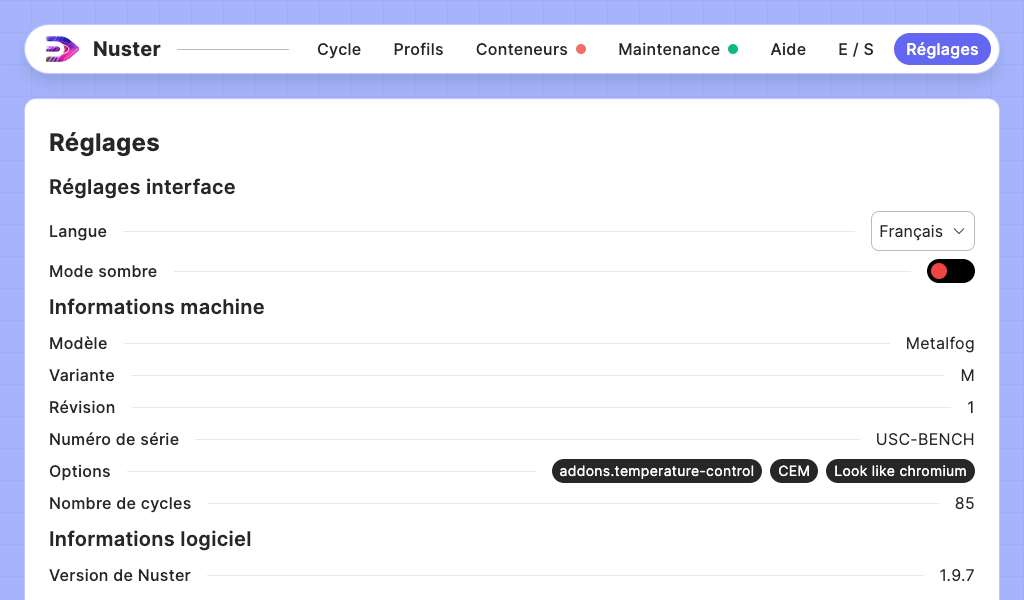 Nuster Cycle Profils Conteneurs Maintenance Aide E / S Réglages
Réglages
Réglages interface
Langue Français
Mode sombre
Informations machine
Modèle Metalfog
Variante M
Révision 1
Numéro de série USC-BENCH
Options addons.temperature-control CEM Look like chromium
Nombre de cycles 85
Informations logiciel
Version de Nuster 1.9.7